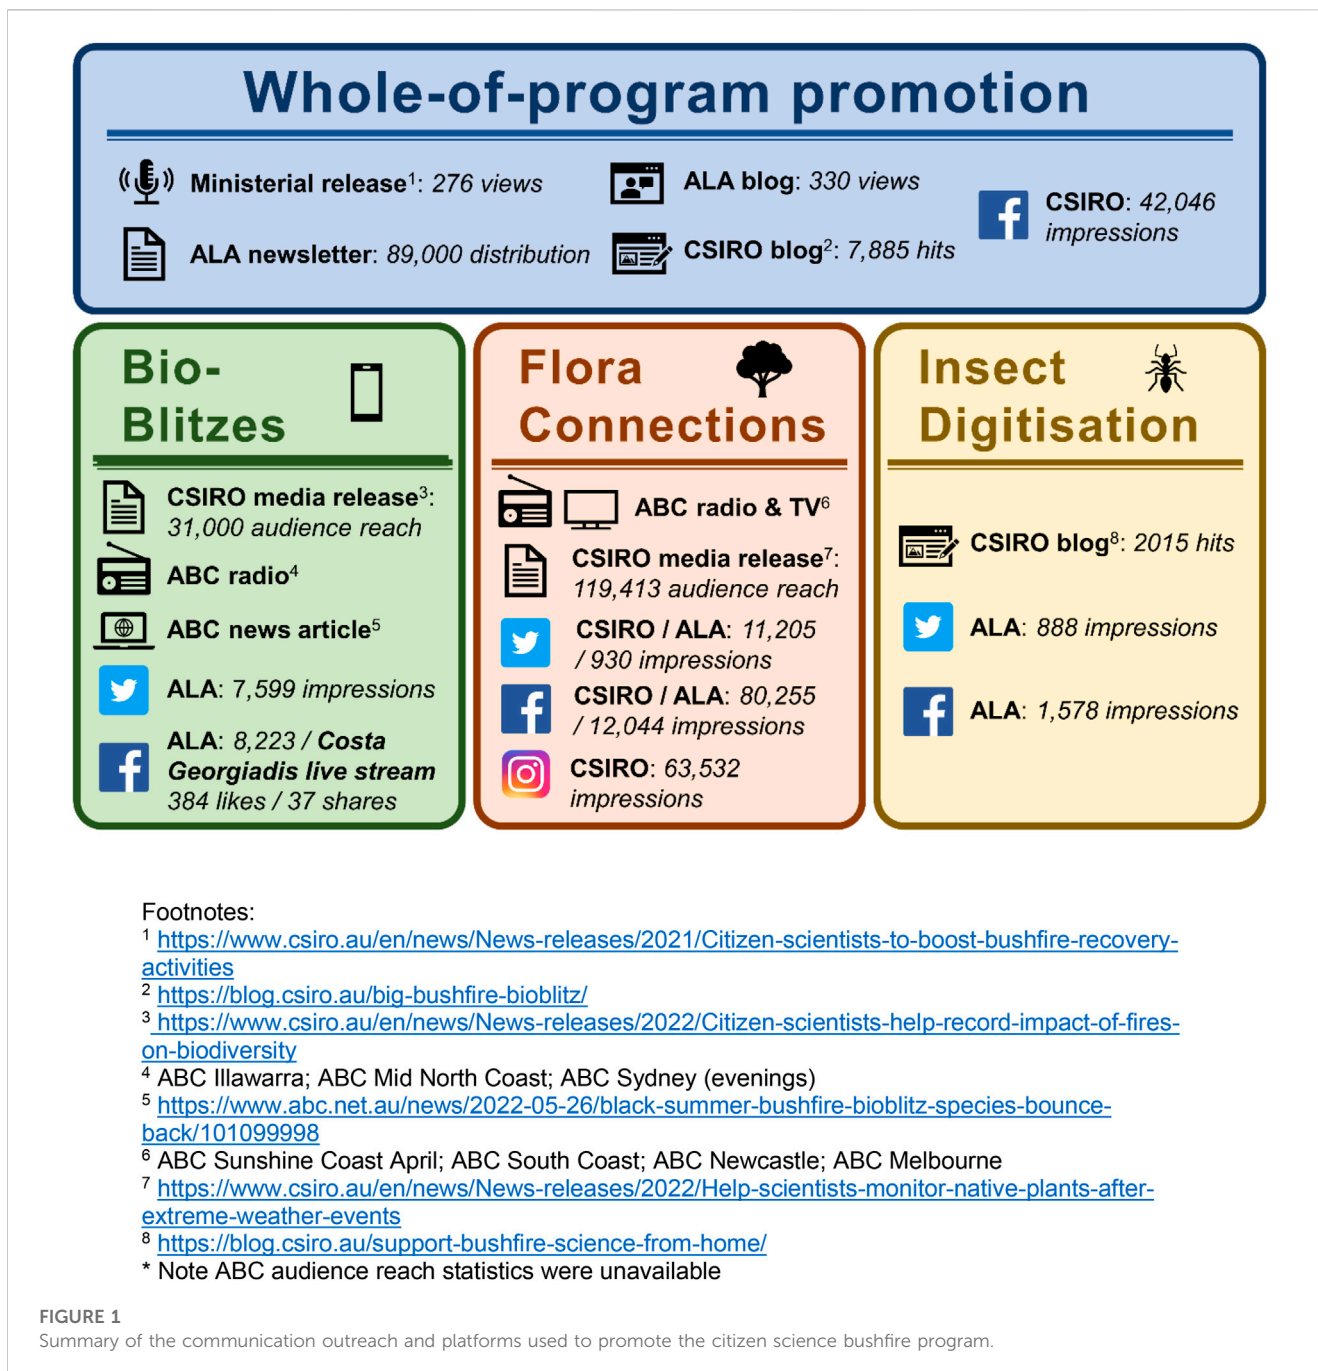 Whole-of-program promotion
Ministerial release¹: 276 views
ALA newsletter: 89,000 distribution
ALA blog: 330 views
CSIRO blog²: 7,885 hits
CSIRO: 42,046
impressions
Bio-
Blitzes
CSIRO media release³:
31,000 audience reach
ABC radio⁴
ABC news article⁵
ALA: 7,599 impressions
ALA: 8,223 / Costa
Georgiadis live stream
384 likes / 37 shares
Flora
Connections
ABC radio & TV⁶
CSIRO media release⁷:
119,413 audience reach
CSIRO / ALA: 11,205
/ 930 impressions
CSIRO / ALA: 80,255
/ 12,044 impressions
CSIRO: 63,532
impressions
Insect
Digitisation
CSIRO blog⁸: 2015 hits
ALA: 888 impressions
ALA: 1,578 impressions
Footnotes:
¹ https://www.csiro.au/en/news/News-releases/2021/Citizen-scientists-to-boost-bushfire-recovery-
activities
² https://blog.csiro.au/big-bushfire-bioblitz/
³ https://www.csiro.au/en/news/News-releases/2022/Citizen-scientists-help-record-impact-of-fires-
on-biodiversity
⁴ ABC Illawarra; ABC Mid North Coast; ABC Sydney (evenings)
⁵ https://www.abc.net.au/news/2022-05-26/black-summer-bushfire-bioblitz-species-bounce-
back/101099998
⁶ ABC Sunshine Coast April; ABC South Coast; ABC Newcastle; ABC Melbourne
⁷ https://www.csiro.au/en/news/News-releases/2022/Help-scientists-monitor-native-plants-after-
extreme-weather-events
⁸ https://blog.csiro.au/support-bushfire-science-from-home/
* Note ABC audience reach statistics were unavailable
FIGURE 1
Summary of the communication outreach and platforms used to promote the citizen science bushfire program.